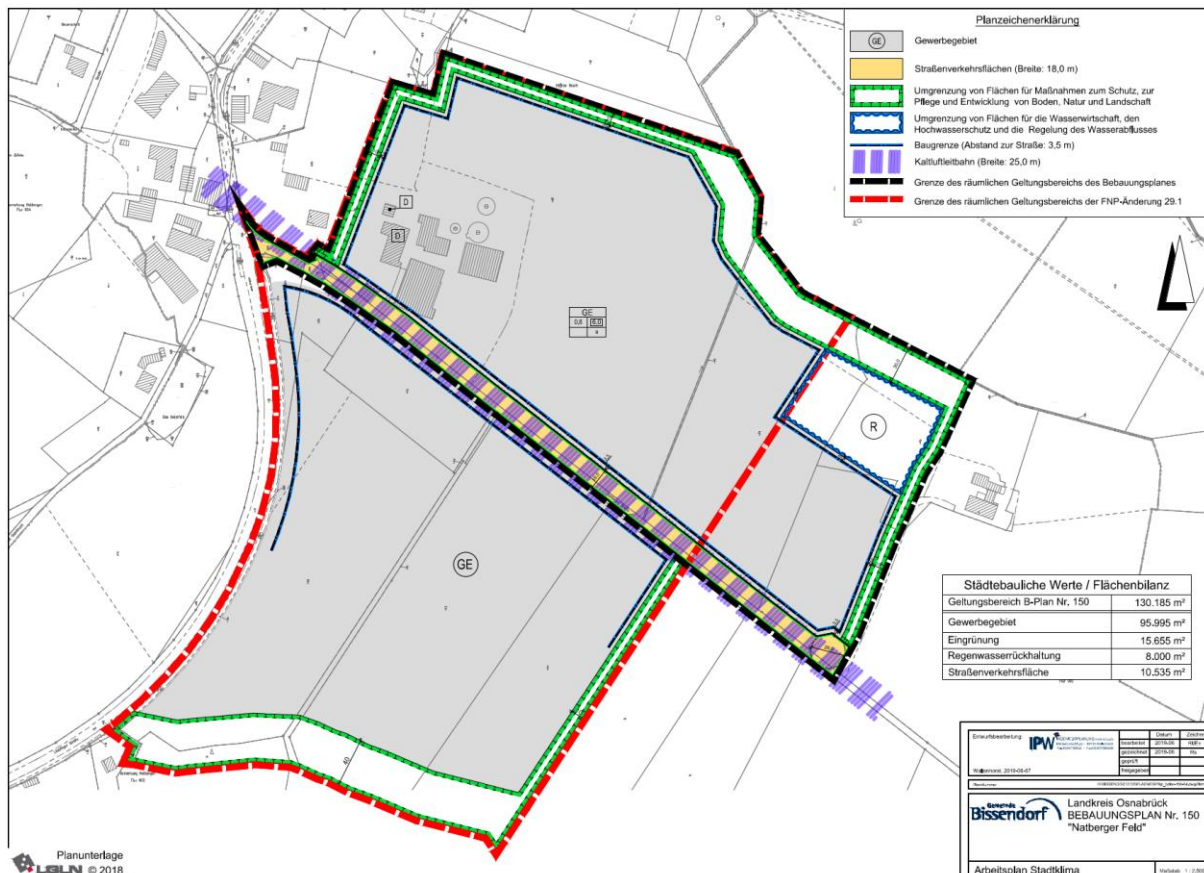 Planzeichenerklärung
GE Gewerbegebiet
Straßenverkehrsflächen (Breite: 18,0 m)
Umgrenzung von Flächen für Maßnahmen zum Schutz, zur
Pflege und Entwicklung von Boden, Natur und Landschaft
Umgrenzung von Flächen für die Wasserwirtschaft, den
Hochwasserschutz und die Regelung des Wasserabflusses
Baugrenze (Abstand zur Straße: 3,5 m)
Kaltluftleitbahn (Breite: 25,0 m)
Grenze des räumlichen Geltungsbereichs des Bebauungsplanes
Grenze des räumlichen Geltungsbereichs der FNP-Änderung 29.1
D
D
GE
0,8 6.0
a
R
GE
40
Städtebauliche Werte / Flächenbilanz
Geltungsbereich B-Plan Nr. 150 130.185 m²
Gewerbegebiet 95.995 m²
Eingrünung 15.655 m²
Regenwasserrückhaltung 8.000 m²
Straßenverkehrsfläche 10.535 m²
Entwurfsbearbeitung: IPW
Datum Zeichen
bearbeitet 2019-06
gezeichnet 2019-06
geprüft
freigegeben
Wallenhorst, 2019-06-07
Gemeinde
Bissendorf
Landkreis Osnabrück
BEBAUUNGSPLAN Nr. 150
"Natberger Feld"
Arbeitsplan Stadtklima
Planunterlage
LGLN © 2018